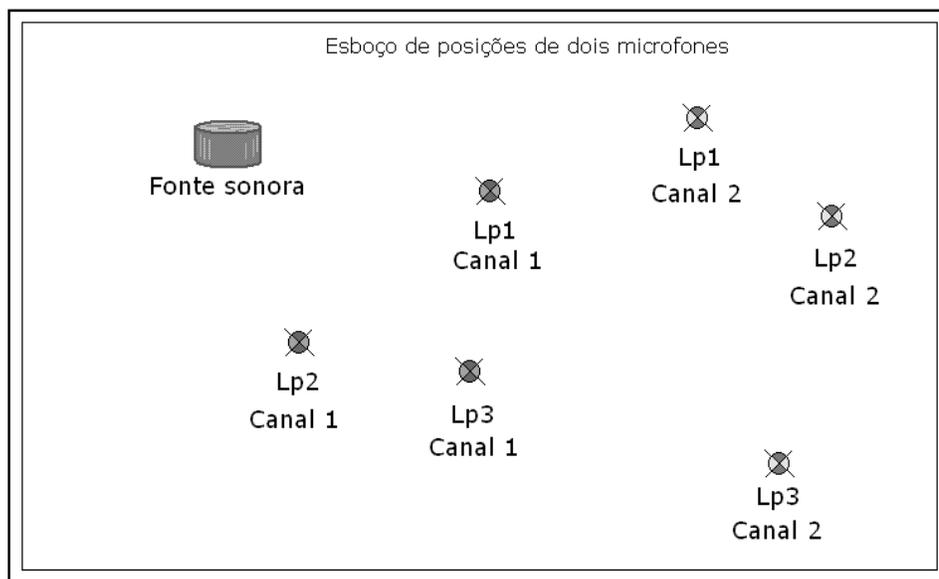 Esboço de posições de dois microfones
Fonte sonora
Lp1
Canal 2
Lp1
Canal 1
Lp2
Canal 2
Lp2
Canal 1
Lp3
Canal 1
Lp3
Canal 2